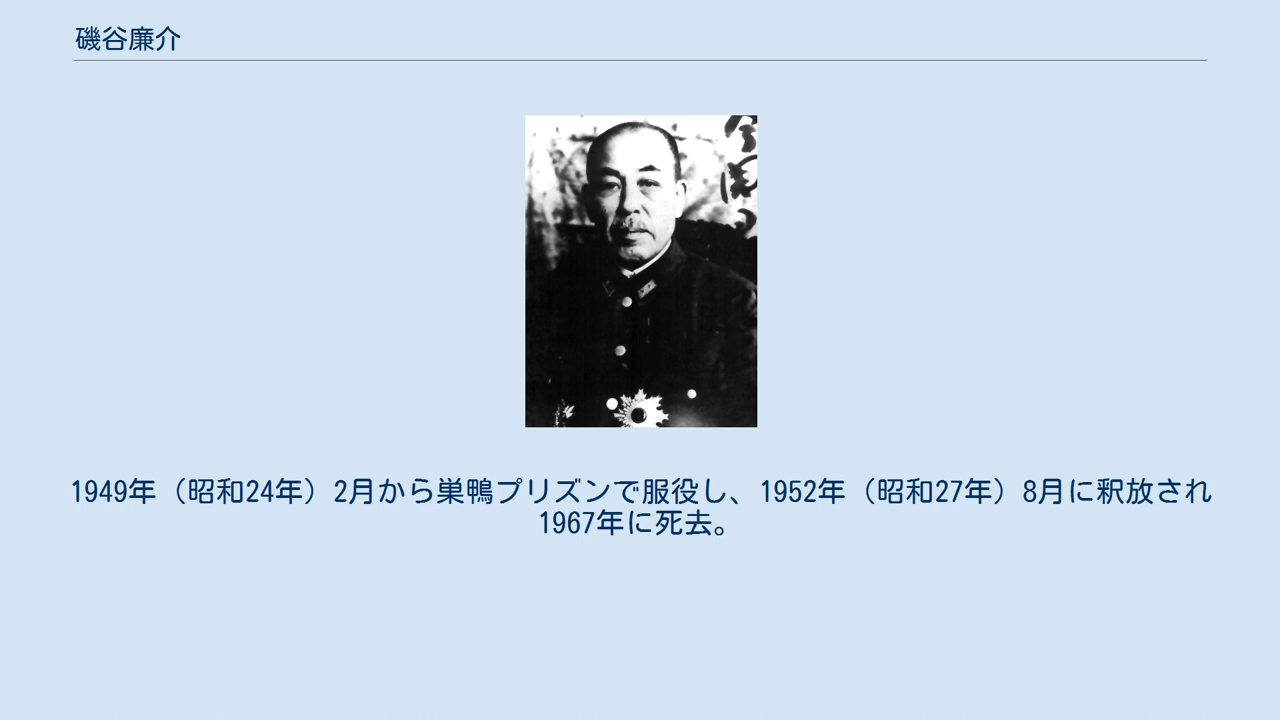 磯谷廉介
1949年（昭和24年）2月から巣鴨プリズンで服役し、1952年（昭和27年）8月に釈放され
1967年に死去。